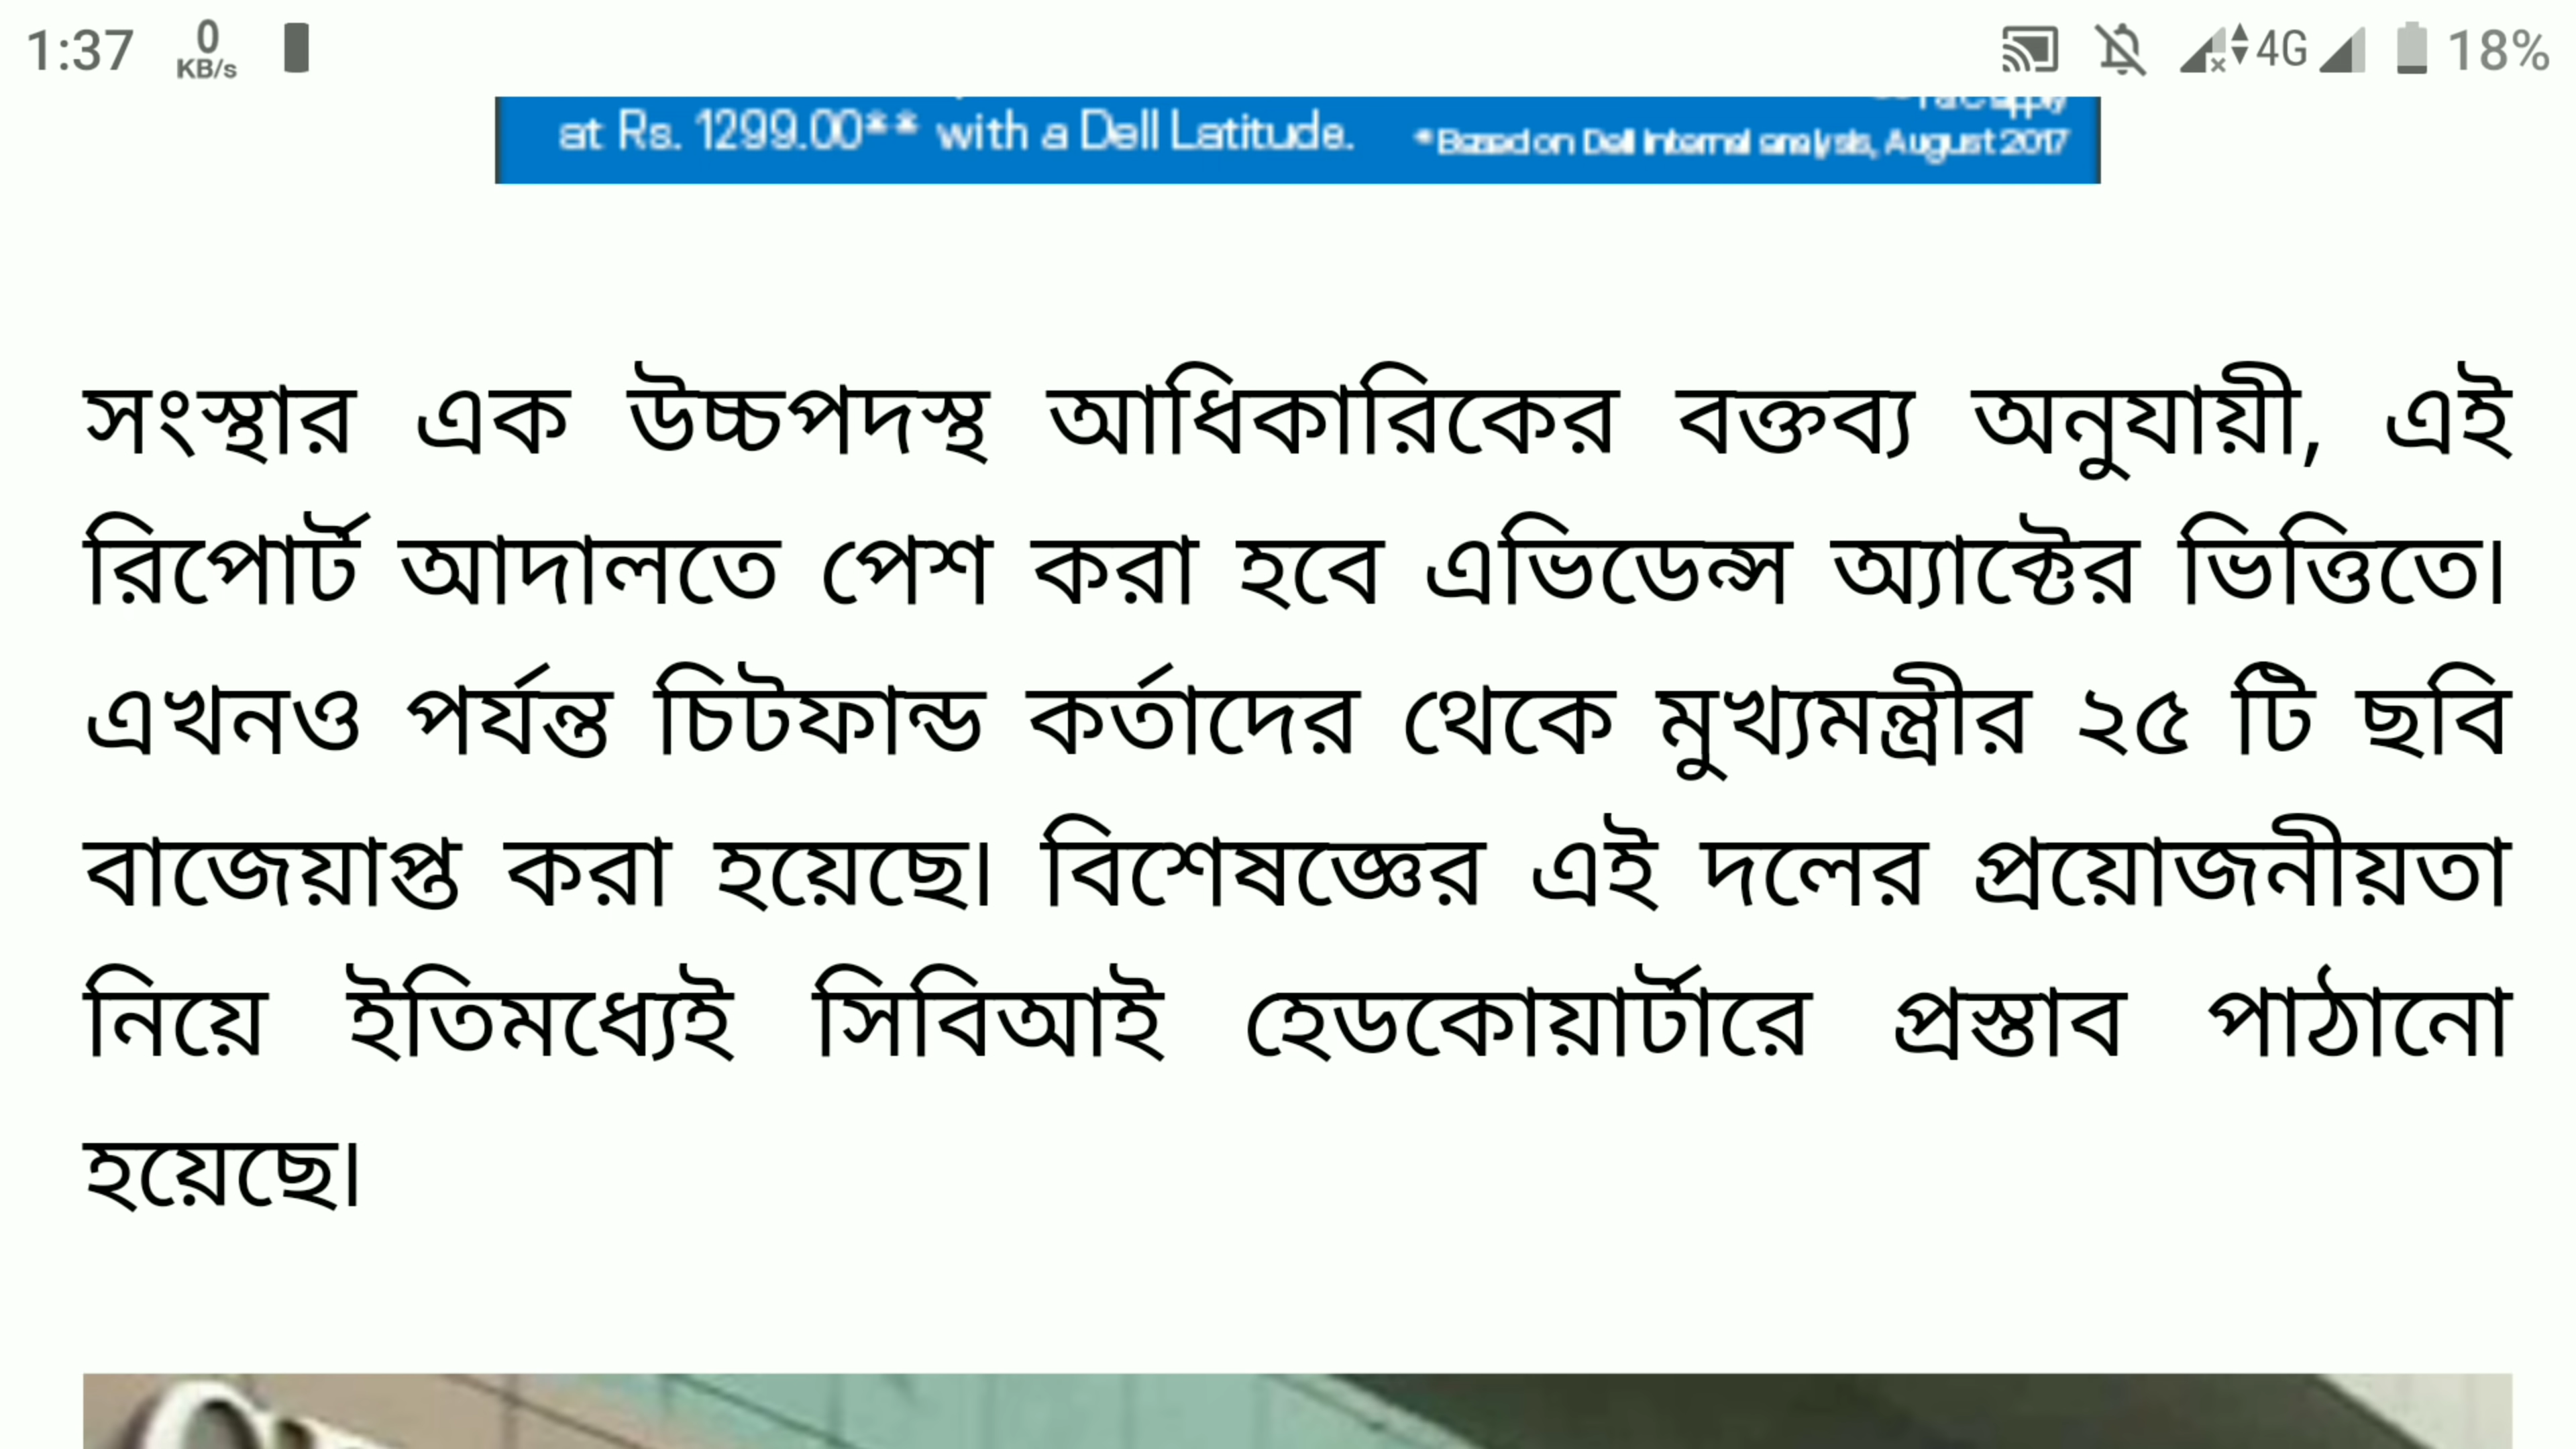 1:37 0 KB/s 4G 18%
at Rs. 1299.00** with a Dell Latitude.
apply
*Based on Dell Internal analysis, August 2017
সংস্থার এক উচ্চপদস্থ আধিকারিকের বক্তব্য অনুযায়ী, এই
রিপোর্ট আদালতে পেশ করা হবে এভিডেন্স অ্যাক্টের ভিত্তিতে।
এখনও পর্যন্ত চিটফান্ড কর্তাদের থেকে মুখ্যমন্ত্রীর ২৫ টি ছবি
বাজেয়াপ্ত করা হয়েছে। বিশেষজ্ঞের এই দলের প্রয়োজনীয়তা
নিয়ে ইতিমধ্যেই সিবিআই হেডকোয়ার্টারে প্রস্তাব পাঠানো
হয়েছে।